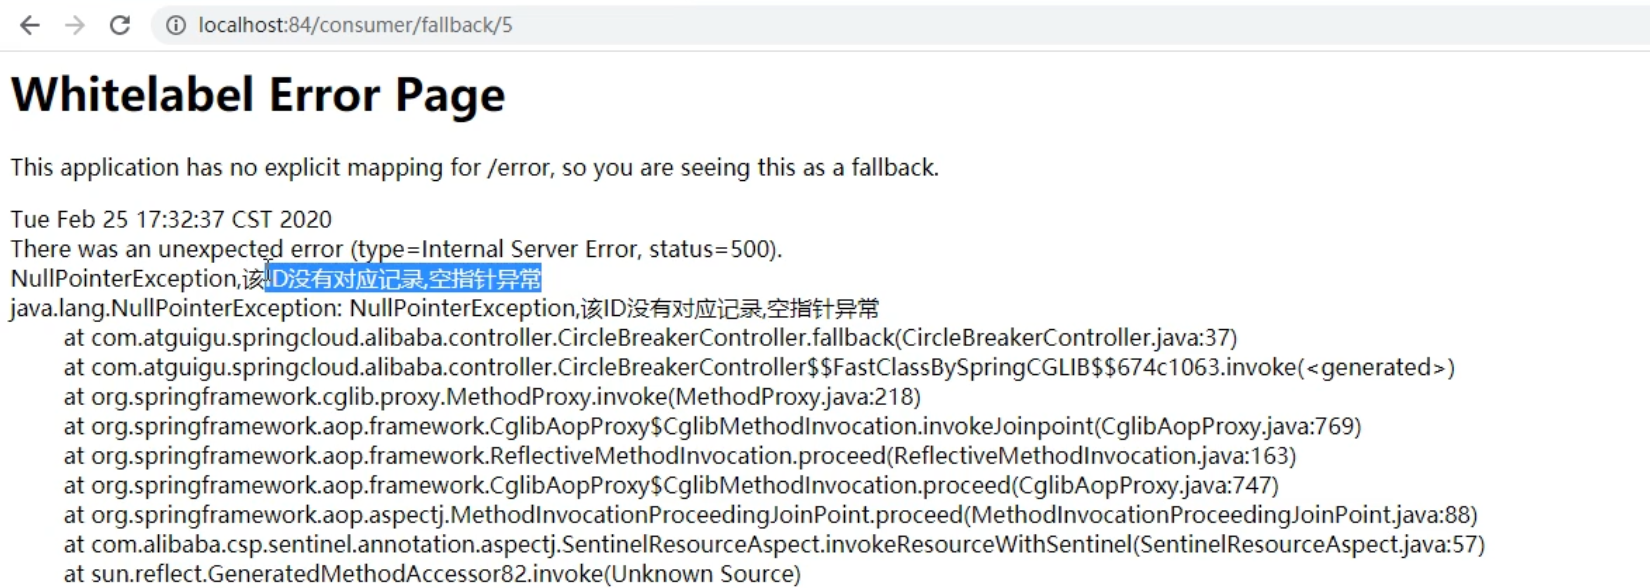 localhost:84/consumer/fallback/5
Whitelabel Error Page
This application has no explicit mapping for /error, so you are seeing this as a fallback.
Tue Feb 25 17:32:37 CST 2020
There was an unexpected error (type=Internal Server Error, status=500).
NullPointerException,该ID没有对应记录,空指针异常
java.lang.NullPointerException: NullPointerException,该ID没有对应记录,空指针异常
at com.atguigu.springcloud.alibaba.controller.CircleBreakerController.fallback(CircleBreakerController.java:37)
at com.atguigu.springcloud.alibaba.controller.CircleBreakerController$$FastClassBySpringCGLIB$$674c1063.invoke(<generated>)
at org.springframework.cglib.proxy.MethodProxy.invoke(MethodProxy.java:218)
at org.springframework.aop.framework.CglibAopProxy$CglibMethodInvocation.invokeJoinpoint(CglibAopProxy.java:769)
at org.springframework.aop.framework.ReflectiveMethodInvocation.proceed(ReflectiveMethodInvocation.java:163)
at org.springframework.aop.framework.CglibAopProxy$CglibMethodInvocation.proceed(CglibAopProxy.java:747)
at org.springframework.aop.aspectj.MethodInvocationProceedingJoinPoint.proceed(MethodInvocationProceedingJoinPoint.java:88)
at com.alibaba.csp.sentinel.annotation.aspectj.SentinelResourceAspect.invokeResourceWithSentinel(SentinelResourceAspect.java:57)
at sun.reflect.GeneratedMethodAccessor82.invoke(Unknown Source)